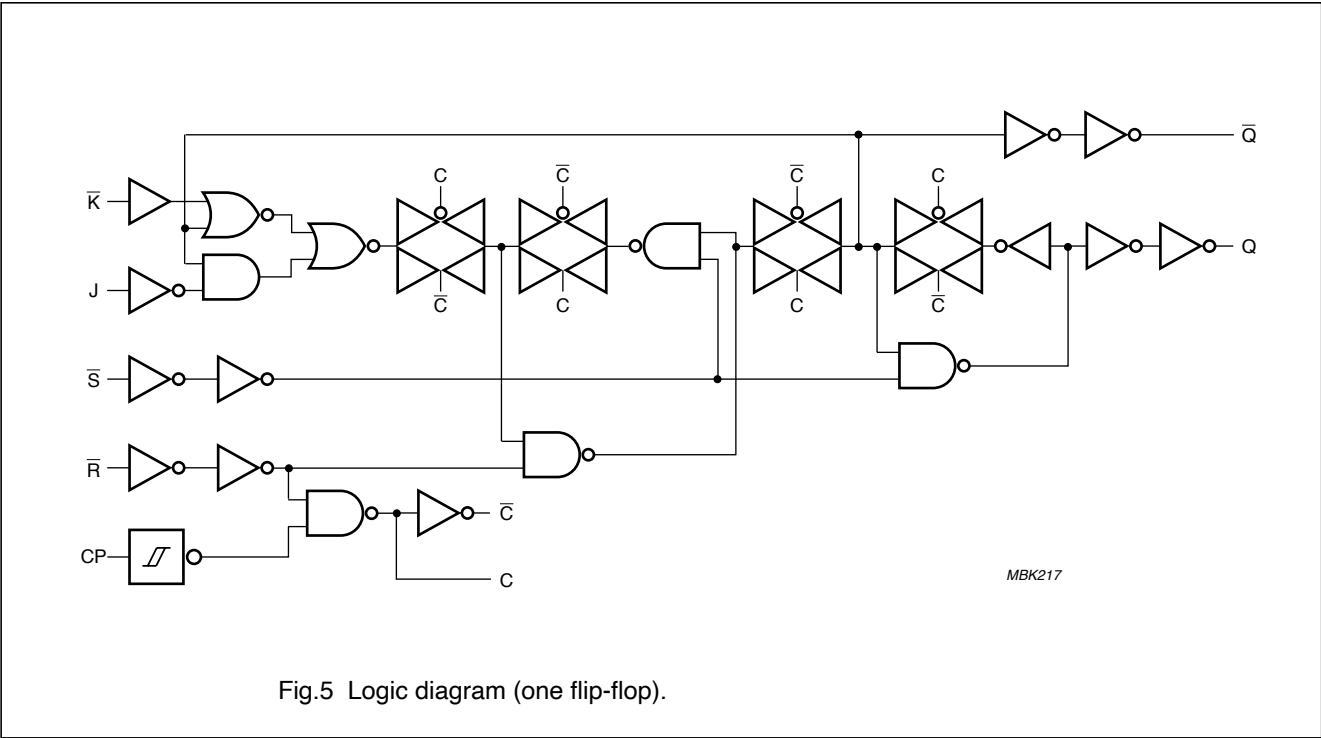 Q̅
K̅
C
C̅
C̅
C
Q
J
C̅
C
C
C̅
S̅
R̅
C̅
CP
C
MBK217
Fig.5 Logic diagram (one flip-flop).